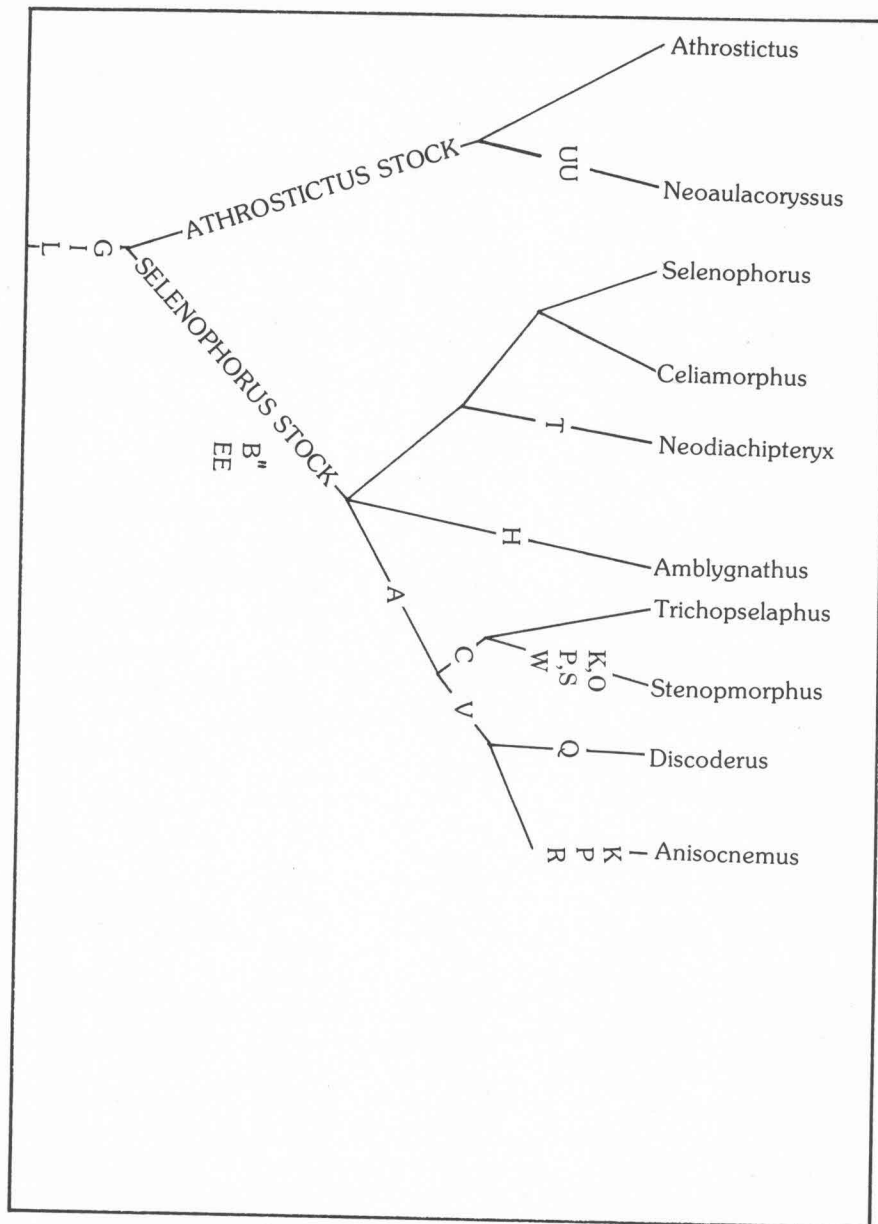 Athrostictus
ATHROSTICTUS STOCK
UU
Neoaulacoryssus
L I G
SELENOPHORUS STOCK
B"
EE
Selenophorus
Celiamorphus
T
Neodiachipteryx
H
Amblygnathus
A
Trichopselaphus
C
W
P,S
K,O
Stenopmorphus
V
Q
Discoderus
R P K
Anisocnemus